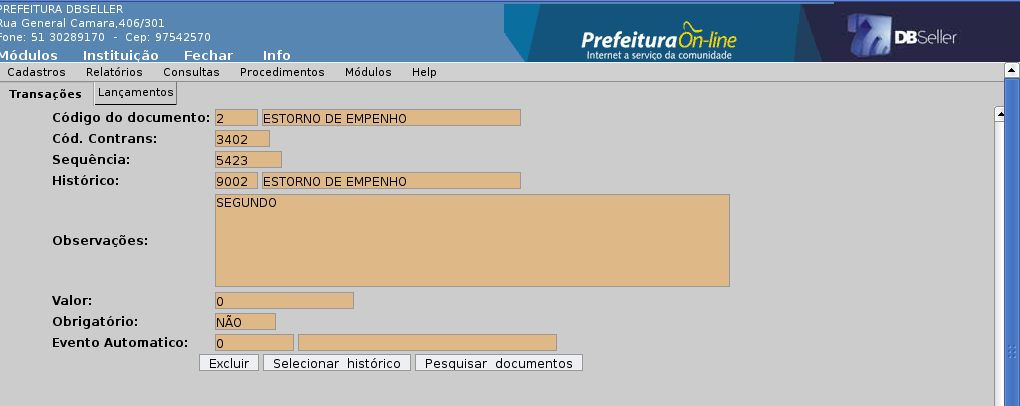 PREFEITURA DBSELLER
Rua General Camara,406/301
Fone: 51 30289170 - Cep: 97542570
Módulos Instituição Fechar Info
Prefeitura On-line
Internet a serviço da comunidade
DBSeller
Cadastros Relatórios Consultas Procedimentos Módulos Help
Transações Lançamentos
Código do documento: 2 ESTORNO DE EMPENHO
Cód. Contrans: 3402
Sequência: 5423
Histórico: 9002 ESTORNO DE EMPENHO
Observações: SEGUNDO
Valor: 0
Obrigatório: NÃO
Evento Automatico: 0
Excluir Selecionar histórico Pesquisar documentos